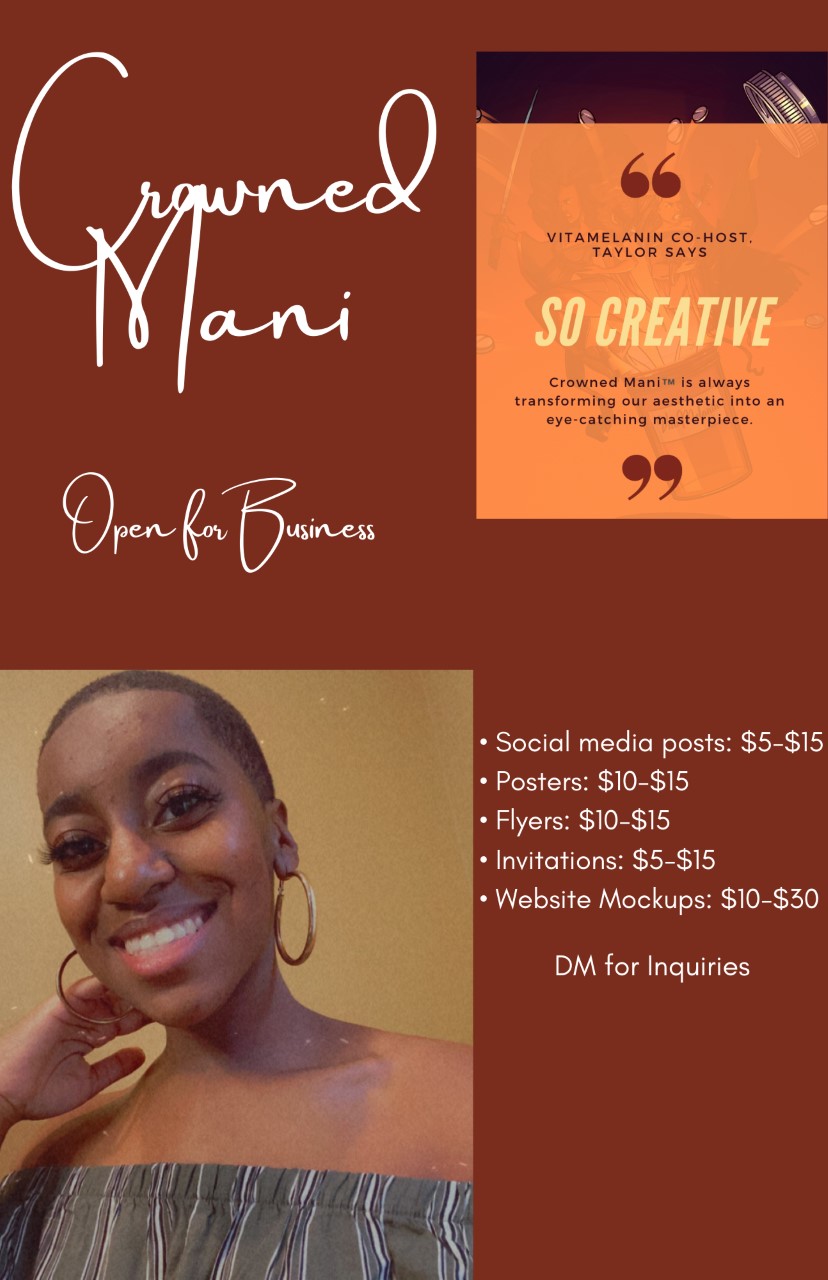 Crowned
Mani
Open for Business
“
VITAMELANIN CO-HOST,
TAYLOR SAYS
SO CREATIVE
Crowned Mani™ is always
transforming our aesthetic into an
eye-catching masterpiece.
”
• Social media posts: $5-$15
• Posters: $10-$15
• Flyers: $10-$15
• Invitations: $5-$15
• Website Mockups: $10-$30
DM for Inquiries